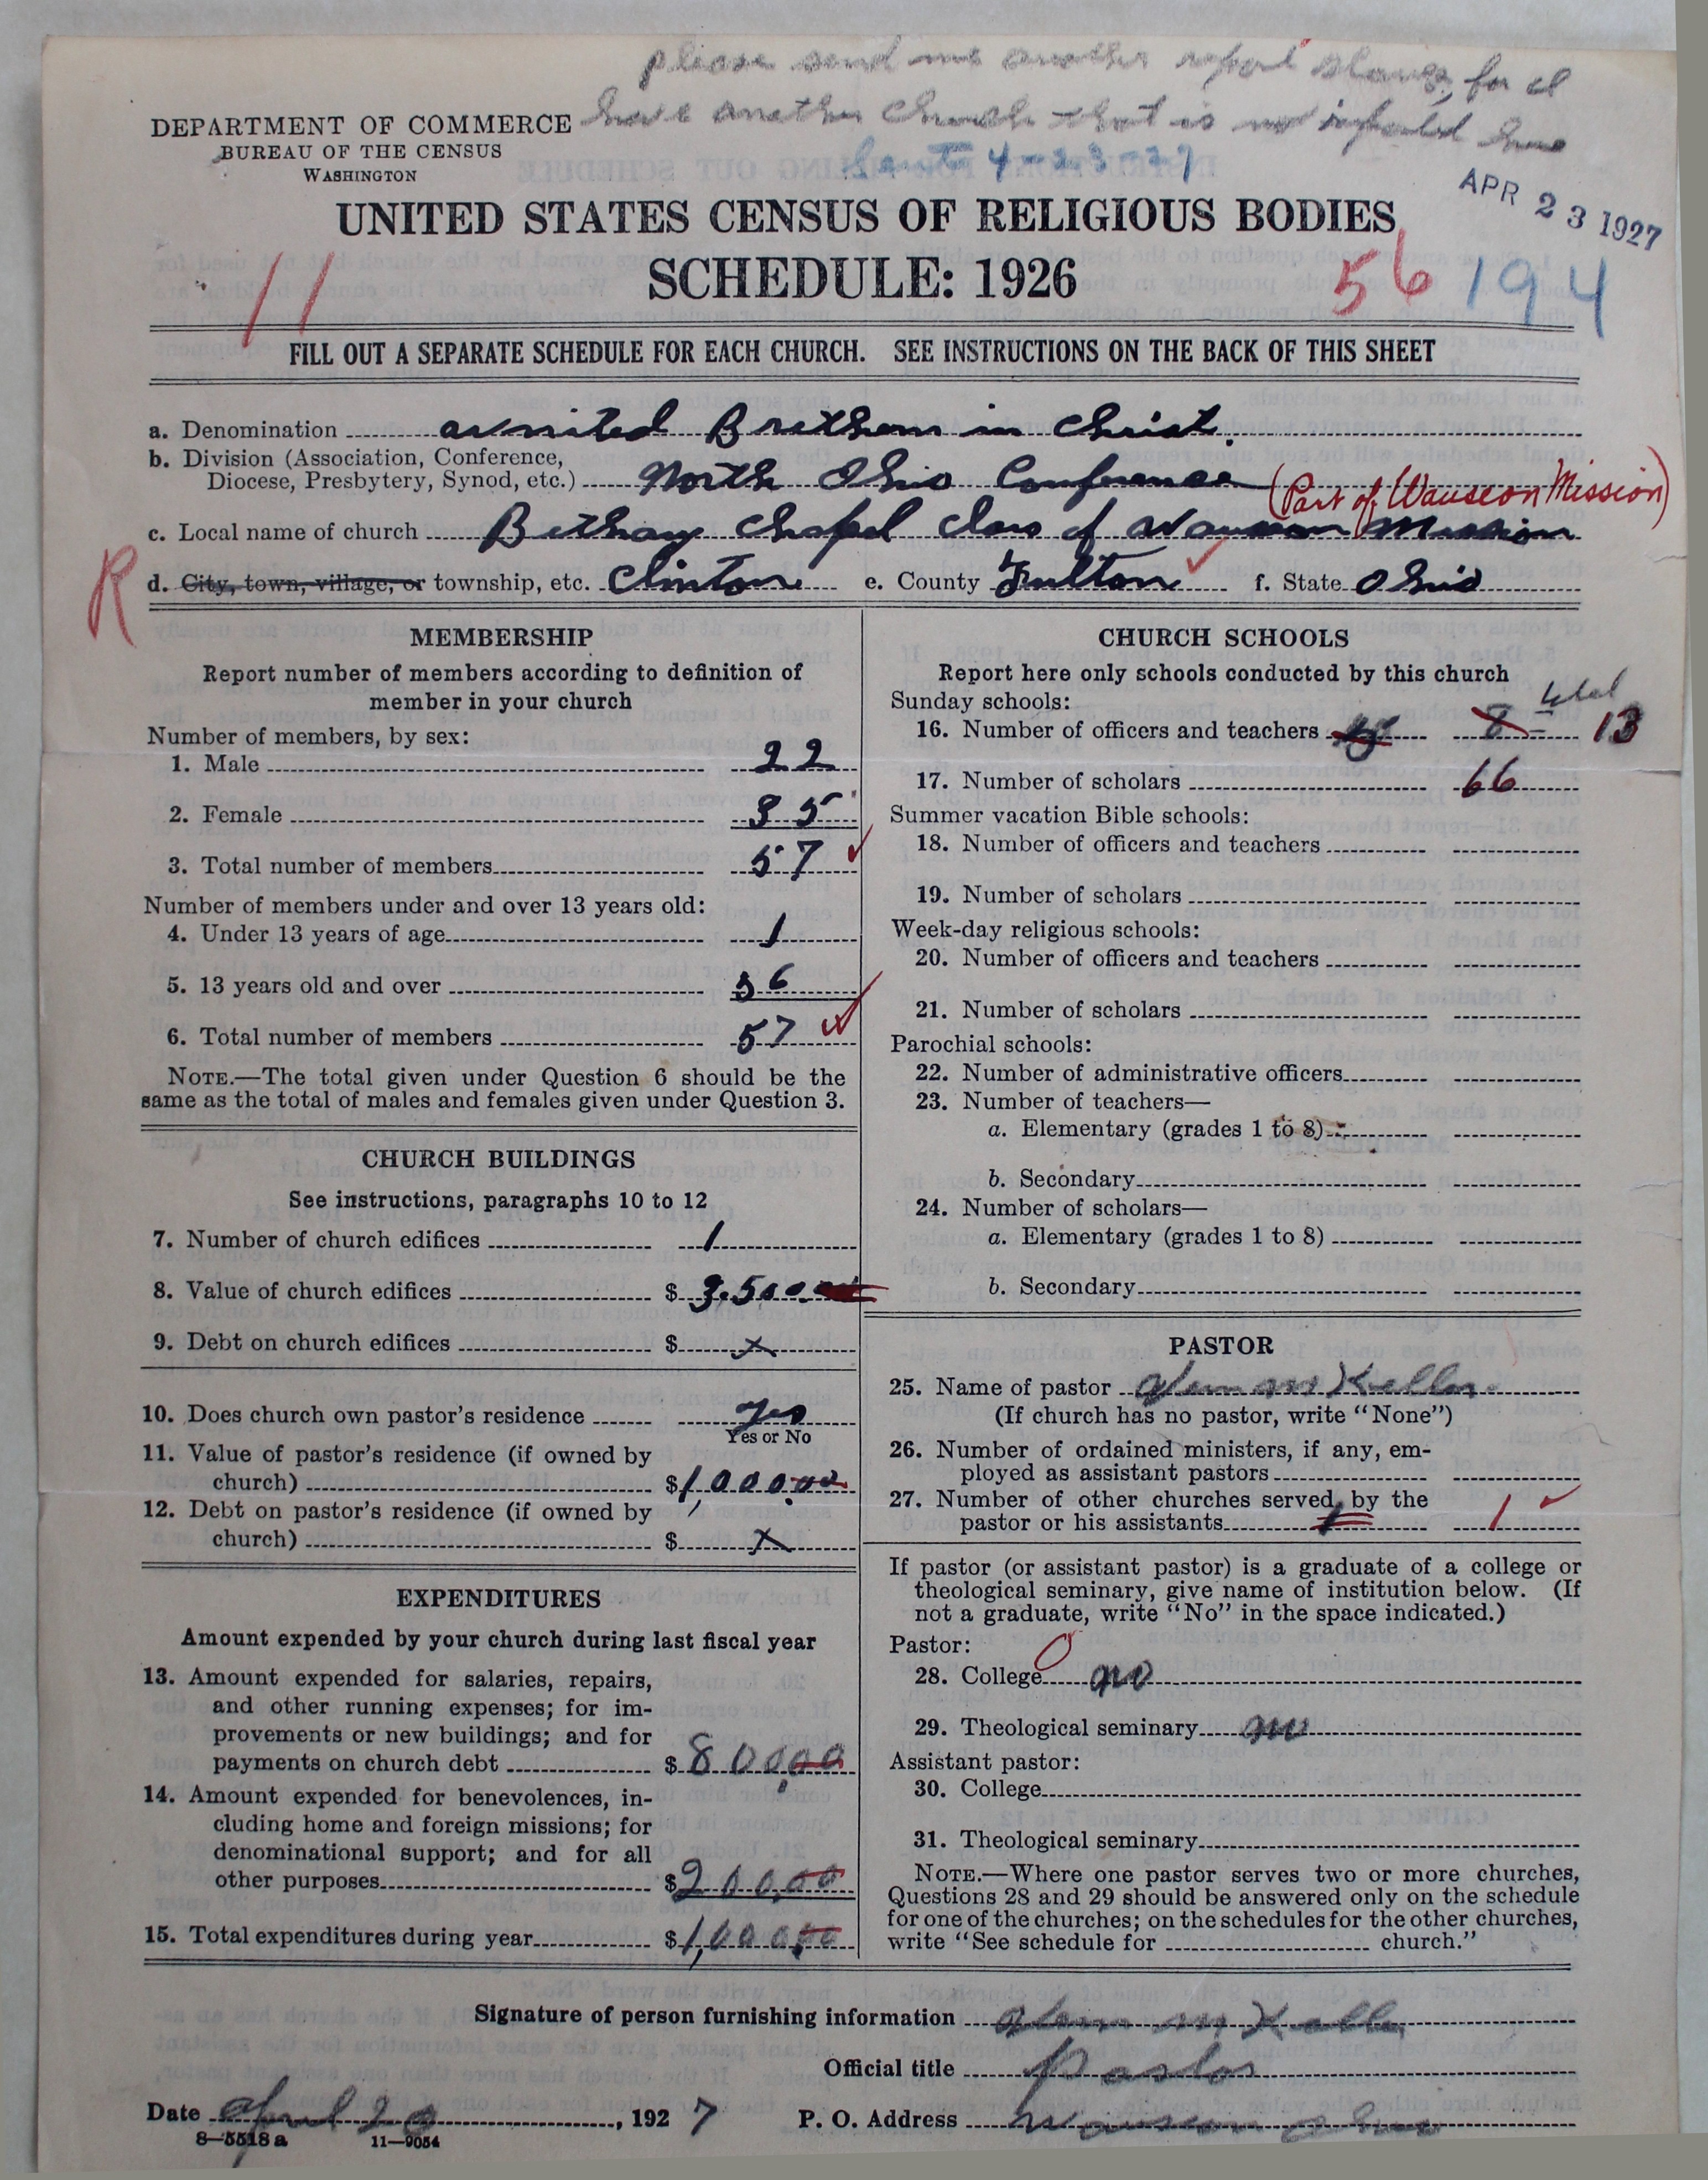 please send me another report blank, for I
have another Church that is not reported here
Sent 4-23-27
DEPARTMENT OF COMMERCE
BUREAU OF THE CENSUS
WASHINGTON
APR 23 1927
UNITED STATES CENSUS OF RELIGIOUS BODIES
SCHEDULE: 1926
11
56 194
FILL OUT A SEPARATE SCHEDULE FOR EACH CHURCH. SEE INSTRUCTIONS ON THE BACK OF THIS SHEET
a. Denomination United Brethern in Christ.
b. Division (Association, Conference,
Diocese, Presbytery, Synod, etc.) North Ohio Conference (Part of Wauseon Mission)
c. Local name of church Bethany Chapel Class of Wauseon Mission
R
d. City, town, village, or township, etc. Clinton e. County Fulton f. State Ohio
MEMBERSHIP
Report number of members according to definition of
member in your church
Number of members, by sex:
1. Male 22
2. Female 35
3. Total number of members 57
Number of members under and over 13 years old:
4. Under 13 years of age 1
5. 13 years old and over 56
6. Total number of members 57
NOTE.—The total given under Question 6 should be the
same as the total of males and females given under Question 3.
CHURCH BUILDINGS
See instructions, paragraphs 10 to 12
7. Number of church edifices 1
8. Value of church edifices $ 3.500.
9. Debt on church edifices $ x
10. Does church own pastor's residence yes
Yes or No
11. Value of pastor's residence (if owned by
church) $1,000.00
12. Debt on pastor's residence (if owned by
church) $ x
EXPENDITURES
Amount expended by your church during last fiscal year
13. Amount expended for salaries, repairs,
and other running expenses; for im-
provements or new buildings; and for
payments on church debt $ 800.00
14. Amount expended for benevolences, in-
cluding home and foreign missions; for
denominational support; and for all
other purposes $200.00
15. Total expenditures during year $1,000.00
CHURCH SCHOOLS
Report here only schools conducted by this church
Sunday schools:
total
16. Number of officers and teachers 8 13
17. Number of scholars 66
Summer vacation Bible schools:
18. Number of officers and teachers
19. Number of scholars
Week-day religious schools:
20. Number of officers and teachers
21. Number of scholars
Parochial schools:
22. Number of administrative officers
23. Number of teachers—
a. Elementary (grades 1 to 8)
b. Secondary
24. Number of scholars—
a. Elementary (grades 1 to 8)
b. Secondary
PASTOR
25. Name of pastor Glenn M Keller
(If church has no pastor, write "None")
26. Number of ordained ministers, if any, em-
ployed as assistant pastors
27. Number of other churches served by the
pastor or his assistants 1 1
If pastor (or assistant pastor) is a graduate of a college or
theological seminary, give name of institution below. (If
not a graduate, write "No" in the space indicated.)
Pastor: 0
28. College no
29. Theological seminary no
Assistant pastor:
30. College
31. Theological seminary
NOTE.—Where one pastor serves two or more churches,
Questions 28 and 29 should be answered only on the schedule
for one of the churches; on the schedules for the other churches,
write "See schedule for church."
Signature of person furnishing information Glenn M Keller
Official title Pastor
Date April 20, 1927 P. O. Address Wauseon Ohio
8—5518a 11—9054